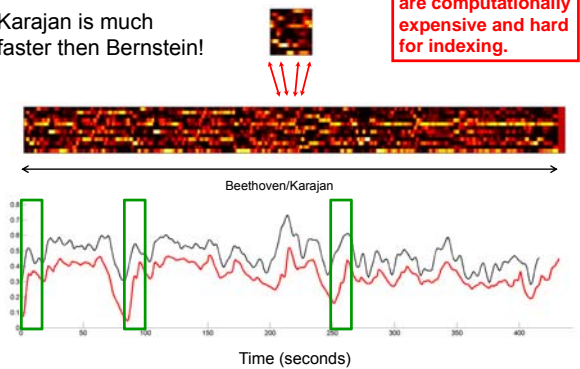 Karajan is much
faster then Bernstein!
are computationally
expensive and hard
for indexing.
Beethoven/Karajan
0.8
0.7
0.6
0.5
0.4
0.3
0.2
0.1
0 50 100 150 200 250 300 350 400
Time (seconds)